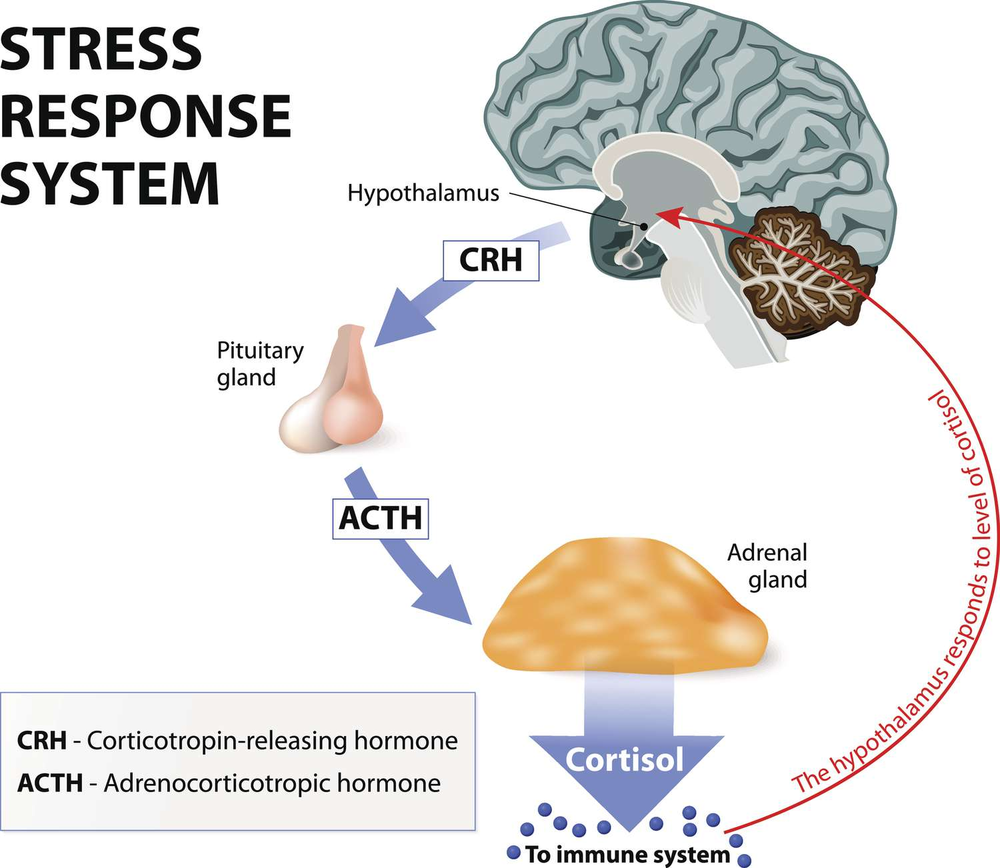 STRESS
RESPONSE
SYSTEM
Hypothalamus
CRH
Pituitary
gland
ACTH
Adrenal
gland
Cortisol
To immune system
The hypothalamus responds to level of cortisol
CRH - Corticotropin-releasing hormone
ACTH - Adrenocorticotropic hormone